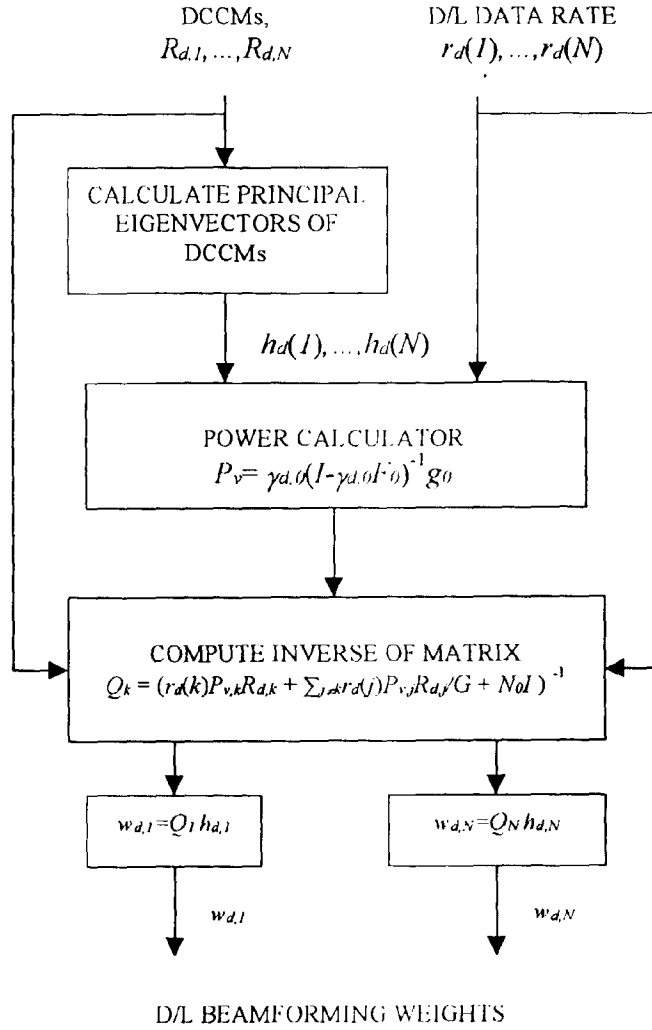 DCCMs,
R_{d,1},...,R_{d,N}
D/L DATA RATE
r_d(1),...,r_d(N)
CALCULATE PRINCIPAL
EIGENVECTORS OF
DCCMs
h_d(1),...,h_d(N)
POWER CALCULATOR
P_v= γ_{d,0}(I-γ_{d,0}F_0)^{-1}g_0
COMPUTE INVERSE OF MATRIX
Q_k = (r_d(k)P_{v,k}R_{d,k} + ∑_{j≠k}r_d(j)P_{v,j}R_{d,j}/G + N_0I )^{-1}
w_{d,1}=Q_1 h_{d,1}
w_{d,N}=Q_N h_{d,N}
w_{d,1}
w_{d,N}
D/L BEAMFORMING WEIGHTS